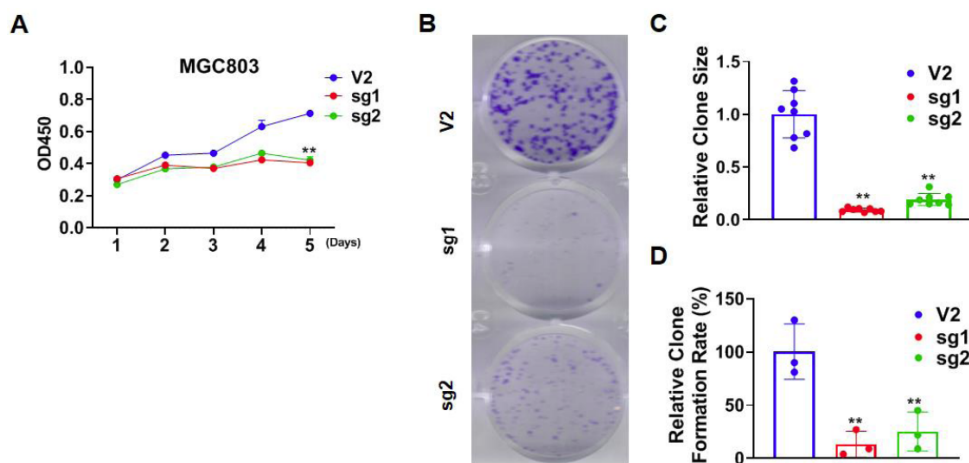 A
MGC803
OD450
1.0
0.8
0.6
0.4
0.2
0.0
1 2 3 4 5 (Days)
V2
sg1
sg2
**
B
V2
sg1
sg2
C
Relative Clone Size
1.5
1.0
0.5
0.0
**
**
V2
sg1
sg2
D
Relative Clone
Formation Rate (%)
150
100
50
0
**
**
V2
sg1
sg2